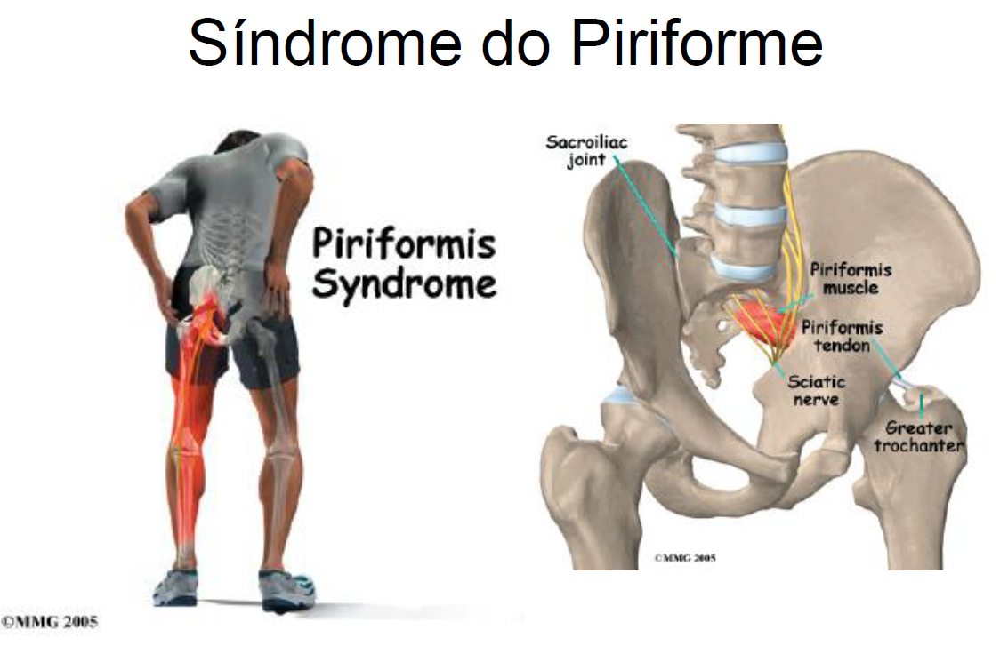 Síndrome do Piriforme
Piriformis
Syndrome
©MMG 2005
Sacroiliac
joint
Piriformis
muscle
Piriformis
tendon
Sciatic
nerve
Greater
trochanter
©MMG 2005